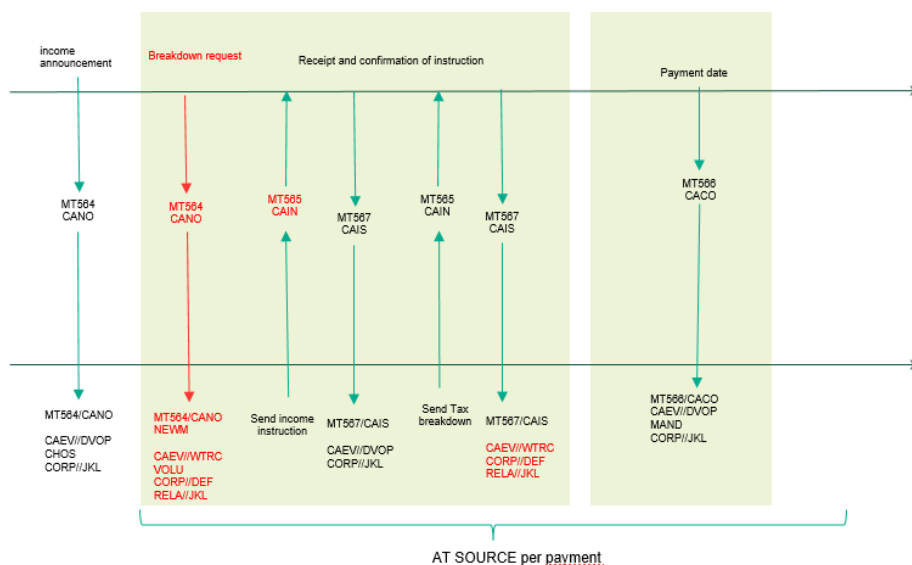 income
announcement
Breakdown request
Receipt and confirmation of instruction
Payment date
MT564
CANO
MT564
CANO
MT565
CAIN
MT567
CAIS
MT565
CAIN
MT567
CAIS
MT566
CACO
MT564/CANO
CAEV//DVOP
CHOS
CORP//JKL
MT564/CANO
NEWM
CAEV//WTRC
VOLU
CORP//DEF
RELA//JKL
Send income
instruction
MT567/CAIS
CAEV//DVOP
CORP//JKL
Send Tax
breakdown
MT567/CAIS
CAEV//WTRC
CORP//DEF
RELA//JKL
MT566/CACO
CAEV//DVOP
MAND
CORP//JKL
AT SOURCE per payment